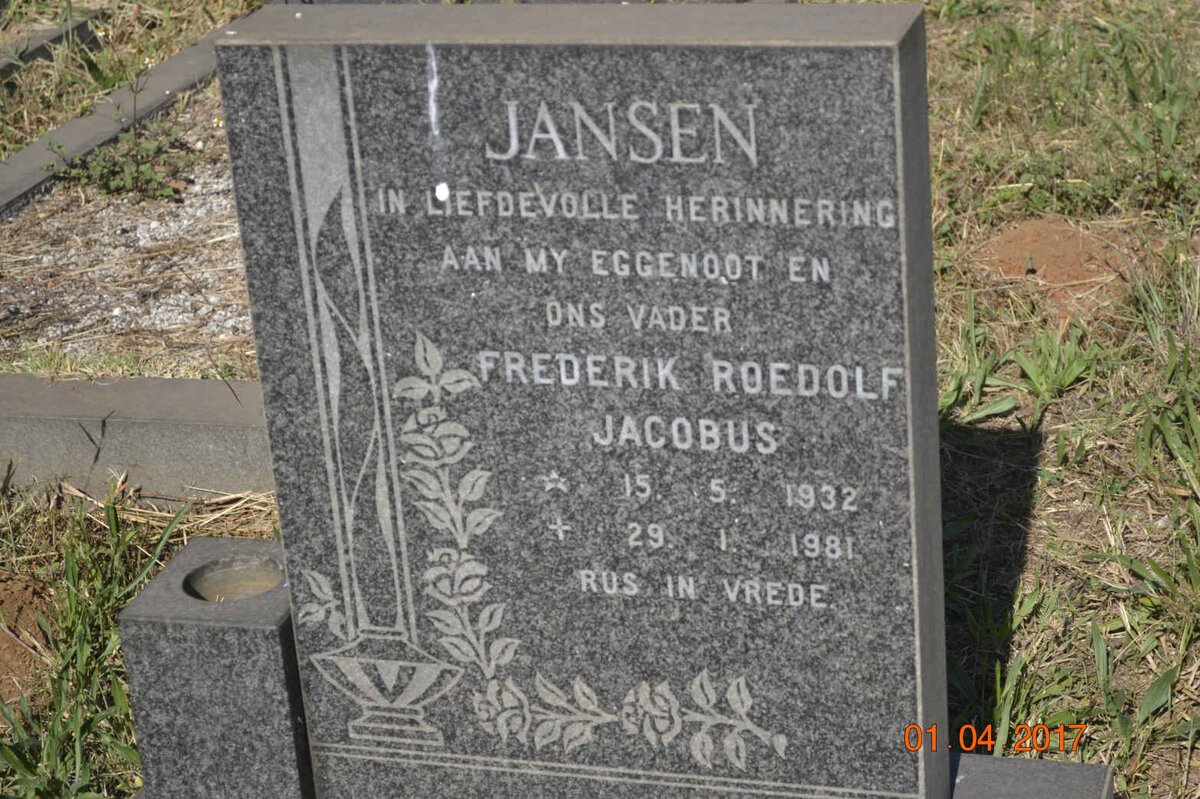 JANSEN
IN LIEFDEVOLLE HERINNERING
AAN MY EGGENOOT EN
ONS VADER
FREDERIK ROEDOLF
JACOBUS
☆ 15. 5. 1932
+ 29. 1. 1981
RUS IN VREDE.
01.04.2017